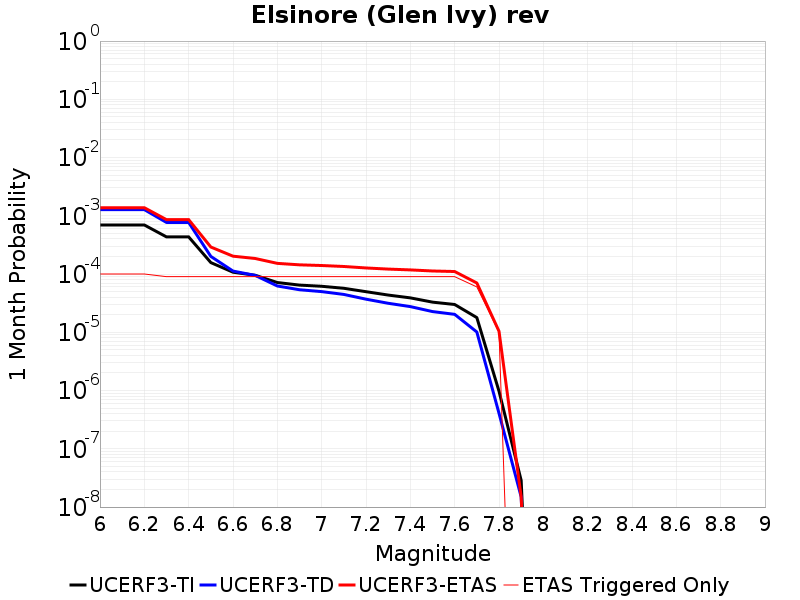 Elsinore (Glen Ivy) rev
1 Month Probability
10^0
10^-1
10^-2
10^-3
10^-4
10^-5
10^-6
10^-7
10^-8
6 6.2 6.4 6.6 6.8 7 7.2 7.4 7.6 7.8 8 8.2 8.4 8.6 8.8 9
Magnitude
UCERF3-TI UCERF3-TD UCERF3-ETAS ETAS Triggered Only